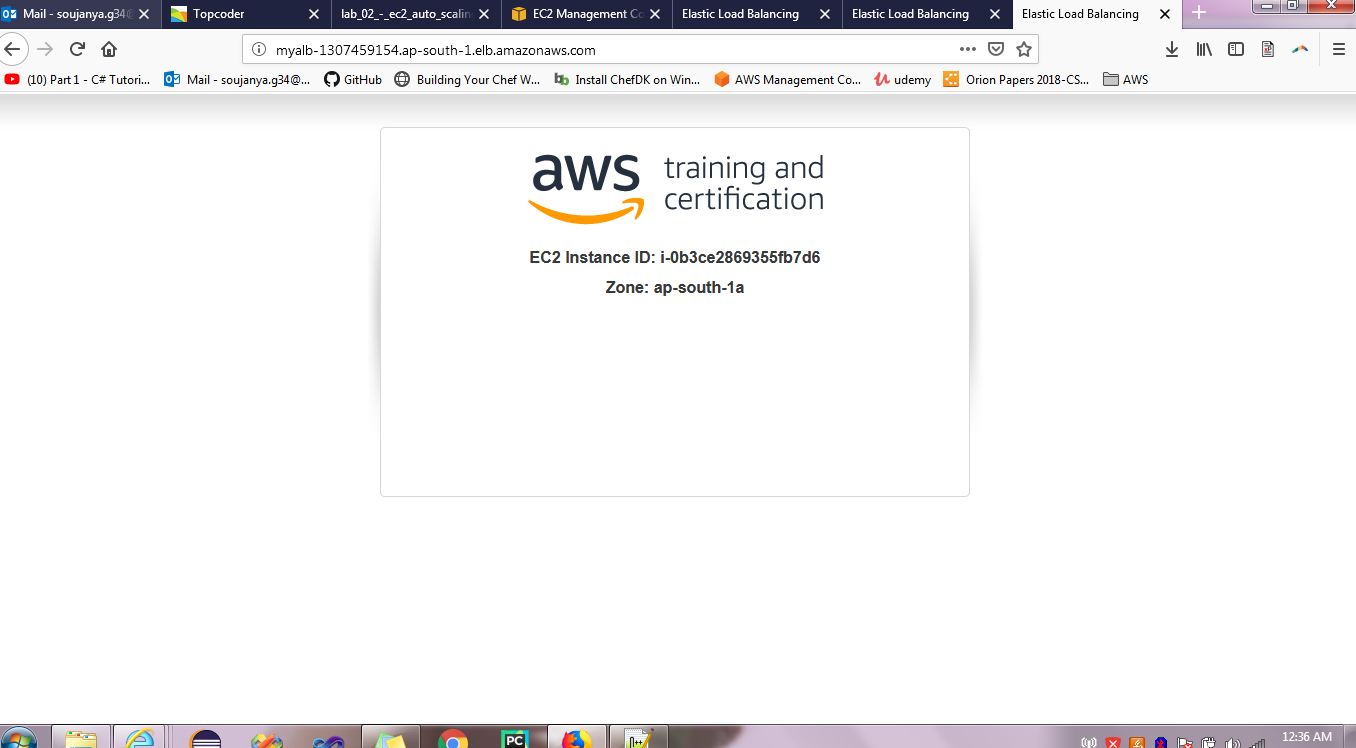 Mail - soujanya.g34@
Topcoder
lab_02_-_ec2_auto_scalin
EC2 Management Co
Elastic Load Balancing
Elastic Load Balancing
Elastic Load Balancing
myalb-1307459154.ap-south-1.elb.amazonaws.com
(10) Part 1 - C# Tutori...
Mail - soujanya.g34@...
GitHub
Building Your Chef W...
Install ChefDK on Win...
AWS Management Co...
udemy
Orion Papers 2018-CS...
AWS
aws
training and
certification
EC2 Instance ID: i-0b3ce2869355fb7d6
Zone: ap-south-1a
PC
12:36 AM